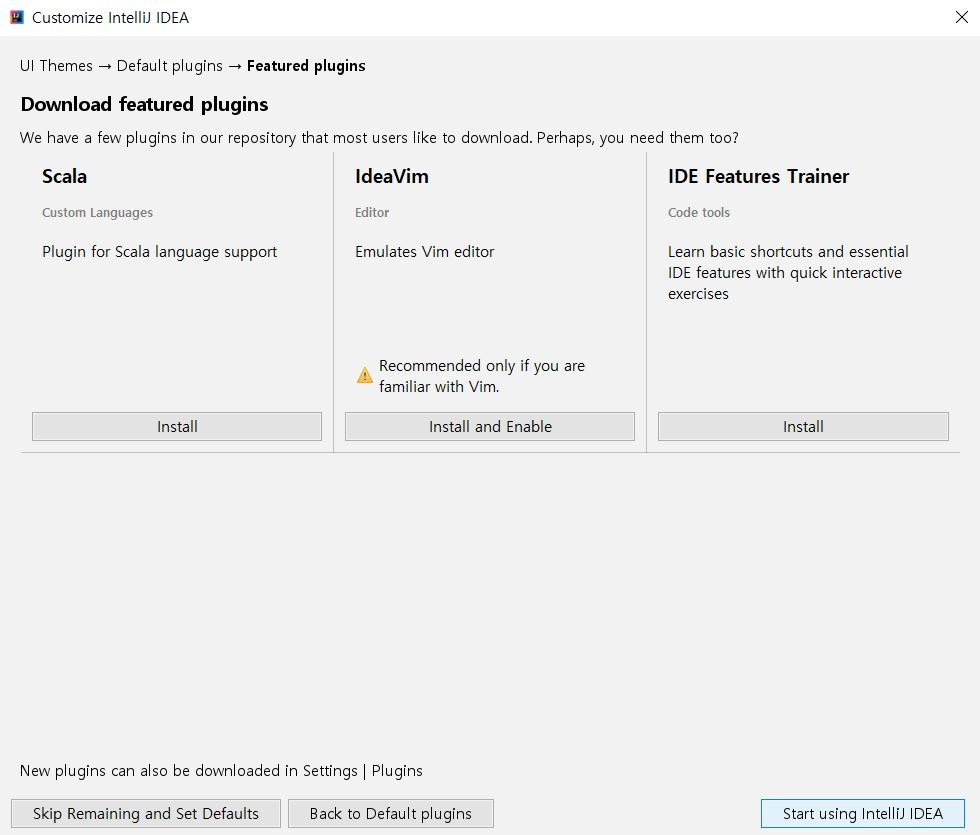 Customize IntelliJ IDEA
UI Themes → Default plugins → Featured plugins
Download featured plugins
We have a few plugins in our repository that most users like to download. Perhaps, you need them too?
Scala
Custom Languages
Plugin for Scala language support
Install
IdeaVim
Editor
Emulates Vim editor
Recommended only if you are
familiar with Vim.
Install and Enable
IDE Features Trainer
Code tools
Learn basic shortcuts and essential
IDE features with quick interactive
exercises
Install
New plugins can also be downloaded in Settings | Plugins
Skip Remaining and Set Defaults
Back to Default plugins
Start using IntelliJ IDEA